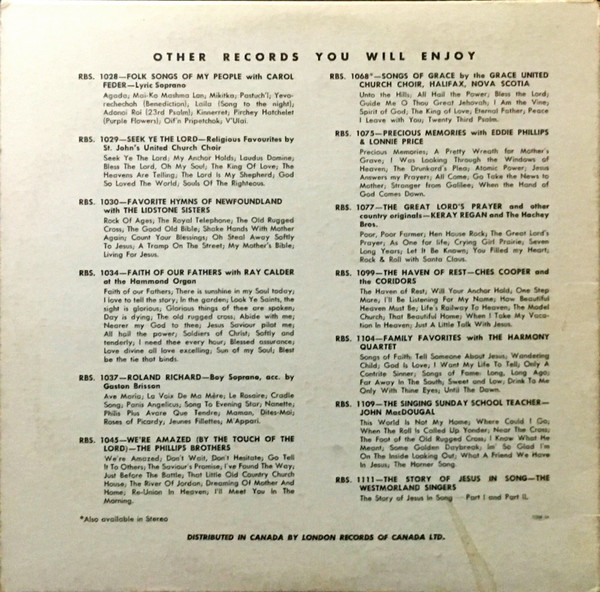 OTHER RECORDS YOU WILL ENJOY
RBS. 1028—FOLK SONGS OF MY PEOPLE with CAROL
FEDER—Lyric Soprano
Agada; Mai-Ko Mashma Lan; Mikitka; Pastuch'l; Yeva-
rechechah (Benediction), Laila (Song to the night);
Adonai Roi (23rd Psalm); Kinnerret; Pirchey Hatchelet
(Purple Flowers); Oif'n Pripetchok; V'Ulai.
RBS. 1029—SEEK YE THE LORD—Religious Favourites by
St. John's United Church Choir
Seek Ye The Lord; My Anchor Holds; Laudus Domine;
Bless The Lord, Oh My Soul; The King Of Love; The
Heavens Are Telling; The Lord Is My Shepherd; God
So Loved The World; Souls Of The Righteous.
RBS. 1030—FAVORITE HYMNS OF NEWFOUNDLAND
with THE LIDSTONE SISTERS
Rock Of Ages; The Royal Telephone; The Old Rugged
Cross; The Good Old Bible; Shake Hands With Mother
Again; Count Your Blessings; Oh Steal Away Softly
To Jesus; A Tramp On The Street; My Mother's Bible;
Living For Jesus.
RBS. 1034—FAITH OF OUR FATHERS with RAY CALDER
at the Hammond Organ
Faith of our Fathers; There is sunshine in my Soul today;
I love to tell the story; In the garden; Look Ye Saints, the
sight is glorious; Glorious things of thee are spoken;
Day is dying; The old rugged cross; Abide with me;
Nearer my God to thee; Jesus Saviour pilot me;
All hail the power; Soldiers of Christ; Softly and
tenderly; I need thee every hour; Blessed assurance;
Love divine all love excelling; Sun of my Soul; Blest
be the tie that binds.
RBS. 1037—ROLAND RICHARD—Boy Soprano, acc. by
Gaston Brisson
Ave Maria; La Voix De Ma Mère; Le Rosaire; Cradle
Song; Panis Angelicus; Song To Evening Star; Nanette;
Philis Plus Avare Que Tendre; Maman, Dites-Moi;
Roses of Picardy; Jeunes Fillettes; M'Appari.
RBS. 1045—WE'RE AMAZED (BY THE TOUCH OF THE
LORD)—THE PHILLIPS BROTHERS
We're Amazed; Don't Wait, Don't Hesitate; Go Tell
It To Others; The Saviour's Promise; I've Found The Way;
Just Before the Battle; That Little Old Country Church
House; The River Of Jordan; Dreaming Of Mother And
Home; Re-Union In Heaven; I'll Meet You In The
Morning.
*Also available in Stereo
RBS. 1068*—SONGS OF GRACE by the GRACE UNITED
CHURCH CHOIR, HALIFAX, NOVA SCOTIA
Unto the Hills; All Hail the Power; Bless the Lord;
Guide Me O Thou Great Jehovah; I Am the Vine;
Spirit of God; The King of Love; Eternal Father; Peace
I Leave with You; Twenty Third Psalm.
RBS. 1075—PRECIOUS MEMORIES with EDDIE PHILLIPS
& LONNIE PRICE
Precious Memories; A Pretty Wreath for Mother's
Grave; I Was Looking Through the Windows of
Heaven; The Drunkard's Plea; Atomic Power; Jesus
Answers my Prayers; All Come; Go Take the News to
Mother; Stranger from Galilee; When the Hand of
God Comes Down.
RBS. 1077—THE GREAT LORD'S PRAYER and other
country originals—KERAY REGAN and The Hachey
Bros.
Poor, Poor Farmer; Hen House Rock; The Great Lord's
Prayer; As One for life; Crying Girl Prairie; Seven
Long Years; Let It Be Known; You Filled my Heart;
Rock & Roll with Santa Claus.
RBS. 1099—THE HAVEN OF REST—CHES COOPER and
the CORIDORS
The Haven of Rest; Will Your Anchor Hold; One Step
More; I'll Be Listening For My Name; How Beautiful
Heaven Must Be; Life's Railway To Heaven; The Model
Church; That Beautiful Home; When I Take My Vaca-
tion In Heaven; Just A Little Talk With Jesus.
RBS. 1104—FAMILY FAVORITES with THE HARMONY
QUARTET
Songs of Faith: Tell Someone About Jesus; Wandering
Child; God Is Love; I Want My Life To Tell; Only A
Contrite Sinner; Songs of Fame: Long, Long Ago;
Far Away In The South; Sweet and Low; Drink To Me
Only With Thine Eyes; Until The Dawn.
RBS. 1109—THE SINGING SUNDAY SCHOOL TEACHER—
JOHN MacDOUGAL
This World Is Not My Home; Where Could I Go;
When The Roll Is Called Up Yonder; Near The Cross;
The Foot of the Old Rugged Cross; I Know What He
Meant; Some Golden Daybreak; Im' So Glad I'm
On The Inside Looking Out; What A Friend We Have
In Jesus; The Horner Song.
RBS. 1111—THE STORY OF JESUS IN SONG—THE
WESTMORLAND SINGERS
The Story of Jesus In Song — Part I and Part II.
DISTRIBUTED IN CANADA BY LONDON RECORDS OF CANADA LTD.